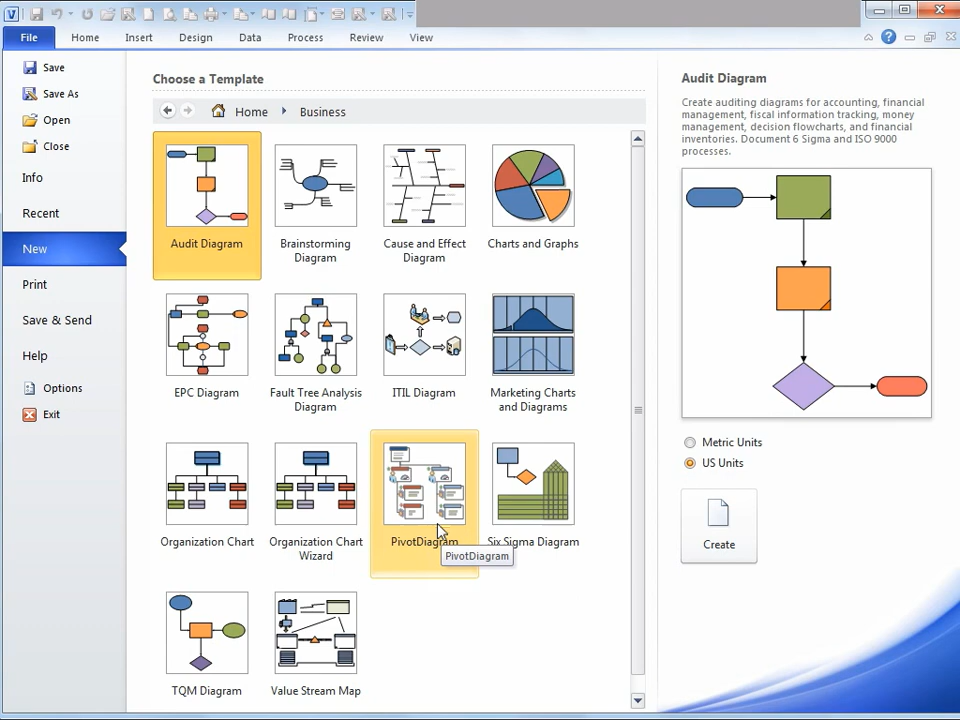 File Home Insert Design Data Process Review View
Save
Save As
Open
Close
Info
Recent
New
Print
Save & Send
Help
Options
Exit
Choose a Template
Home Business
Audit Diagram
Brainstorming
Diagram
Cause and Effect
Diagram
Charts and Graphs
EPC Diagram
Fault Tree Analysis
Diagram
ITIL Diagram
Marketing Charts
and Diagrams
Organization Chart
Organization Chart
Wizard
PivotDiagram
PivotDiagram
Six Sigma Diagram
TQM Diagram
Value Stream Map
Audit Diagram
Create auditing diagrams for accounting, financial
management, fiscal information tracking, money
management, decision flowcharts, and financial
inventories. Document 6 Sigma and ISO 9000
processes.
Metric Units
US Units
Create